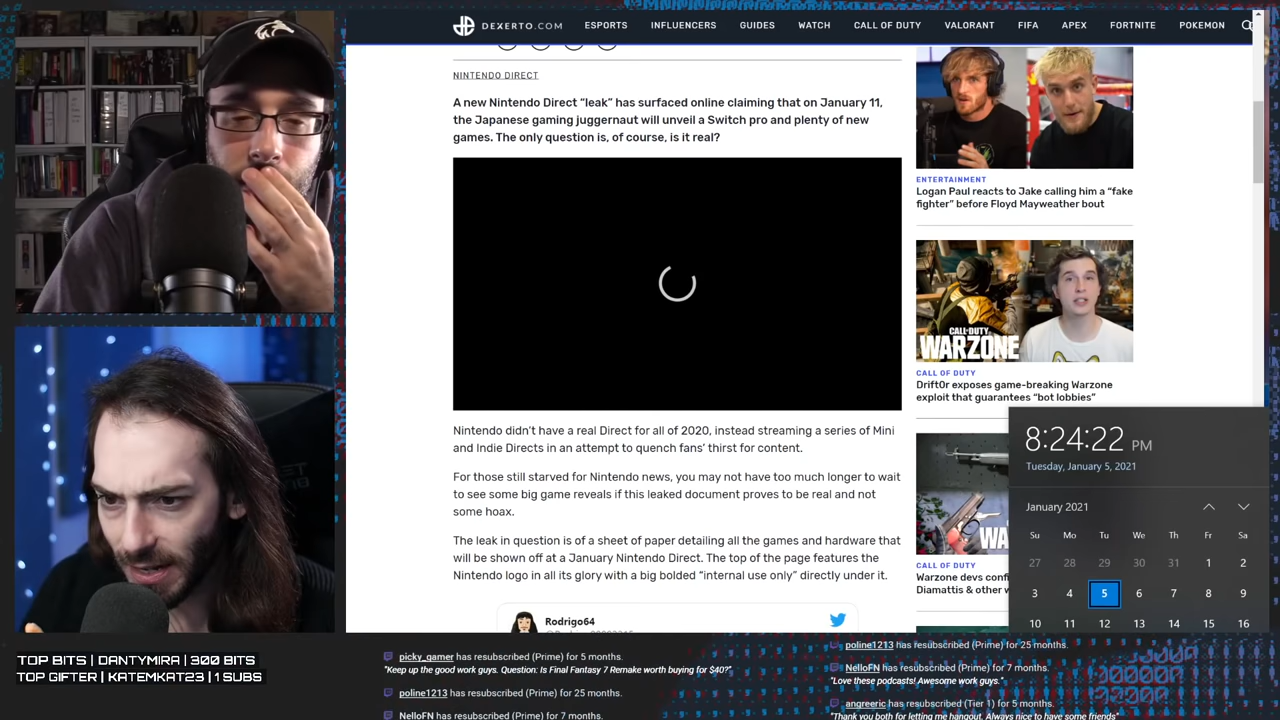 DEXERTO.COM
ESPORTS
INFLUENCERS
GUIDES
WATCH
CALL OF DUTY
VALORANT
FIFA
APEX
FORTNITE
POKEMON
NINTENDO DIRECT
A new Nintendo Direct “leak” has surfaced online claiming that on January 11,
the Japanese gaming juggernaut will unveil a Switch pro and plenty of new
games. The only question is, of course, is it real?
Nintendo didn’t have a real Direct for all of 2020, instead streaming a series of Mini
and Indie Directs in an attempt to quench fans’ thirst for content.
For those still starved for Nintendo news, you may not have too much longer to wait
to see some big game reveals if this leaked document proves to be real and not
some hoax.
The leak in question is of a sheet of paper detailing all the games and hardware that
will be shown off at a January Nintendo Direct. The top of the page features the
Nintendo logo in all its glory with a big bolded “internal use only” directly under it.
Rodrigo64
ENTERTAINMENT
Logan Paul reacts to Jake calling him a “fake
fighter” before Floyd Mayweather bout
CALL OF DUTY
WARZONE
CALL OF DUTY
Drift0r exposes game-breaking Warzone
exploit that guarantees “bot lobbies”
WA
CALL OF DUTY
Warzone devs conf
Diamattis & other w
8:24:22 PM
Tuesday, January 5, 2021
January 2021
Su Mo Tu We Th Fr Sa
27 28 29 30 31 1 2
3 4 5 6 7 8 9
10 11 12 13 14 15 16
TOP BITS | DANTYMIRA | 300 BITS
TOP GIFTER | KATEMKAT23 | 1 SUBS
picky_gamer has resubscribed (Prime) for 5 months.
"Keep up the good work guys. Question: Is Final Fantasy 7 Remake worth buying for $40?"
poline1213 has resubscribed (Prime) for 25 months.
NelloFN has resubscribed (Prime) for 7 months.
poline1213 has resubscribed (Prime) for 25 months.
NelloFN has resubscribed (Prime) for 7 months.
"Love these podcasts! Awesome work guys."
angreeric has resubscribed (Tier 1) for 5 months.
"Thank you both for letting me hangout. Always nice to have some friends"